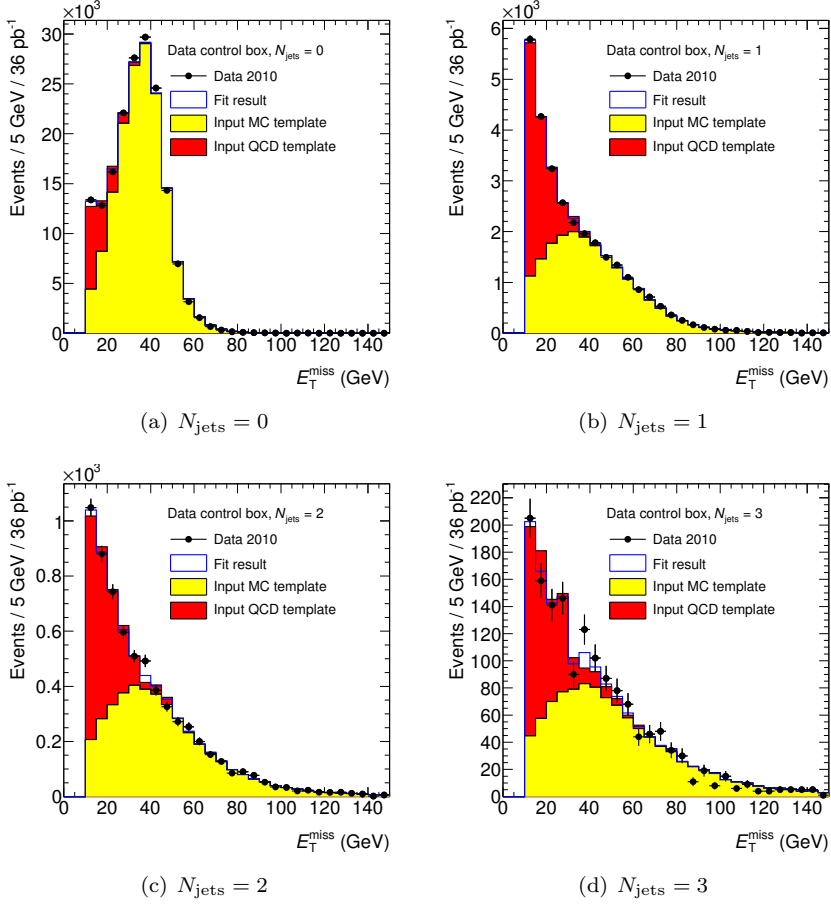 ×10³
30
25
20
15
10
5
0
Events / 5 GeV / 36 pb⁻¹
Data control box, N_jets = 0
Data 2010
Fit result
Input MC template
Input QCD template
0 20 40 60 80 100 120 140
E_T^miss (GeV)
(a) N_jets = 0
×10³
6
5
4
3
2
1
0
Events / 5 GeV / 36 pb⁻¹
Data control box, N_jets = 1
Data 2010
Fit result
Input MC template
Input QCD template
0 20 40 60 80 100 120 140
E_T^miss (GeV)
(b) N_jets = 1
×10³
1
0.8
0.6
0.4
0.2
0
Events / 5 GeV / 36 pb⁻¹
Data control box, N_jets = 2
Data 2010
Fit result
Input MC template
Input QCD template
0 20 40 60 80 100 120 140
E_T^miss (GeV)
(c) N_jets = 2
220
200
180
160
140
120
100
80
60
40
20
0
Events / 5 GeV / 36 pb⁻¹
Data control box, N_jets = 3
Data 2010
Fit result
Input MC template
Input QCD template
0 20 40 60 80 100 120 140
E_T^miss (GeV)
(d) N_jets = 3